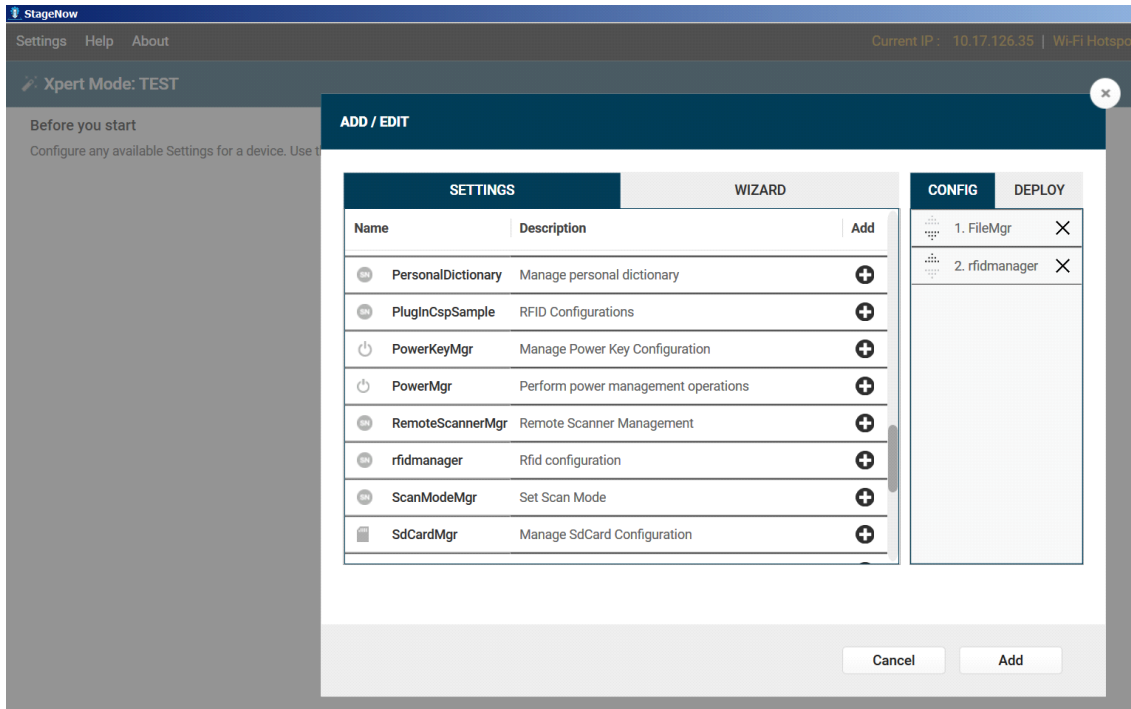 StageNow
Settings Help About
Current IP : 10.17.126.35 | Wi-Fi Hotspo
Xpert Mode: TEST
Before you start
Configure any available Settings for a device. Use t
ADD / EDIT
SETTINGS WIZARD
CONFIG DEPLOY
Name Description Add
PersonalDictionary Manage personal dictionary
PlugInCspSample RFID Configurations
PowerKeyMgr Manage Power Key Configuration
PowerMgr Perform power management operations
RemoteScannerMgr Remote Scanner Management
rfidmanager Rfid configuration
ScanModeMgr Set Scan Mode
SdCardMgr Manage SdCard Configuration
1. FileMgr
2. rfidmanager
Cancel Add